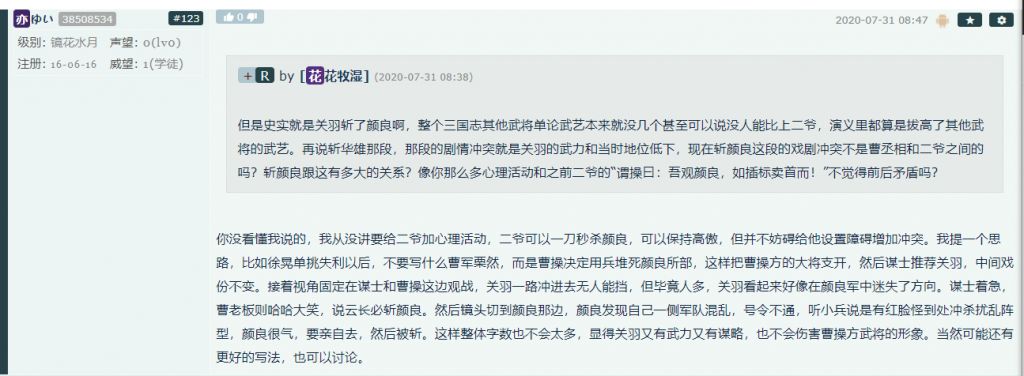 亦ゆい 38508534 #123
级别: 镜花水月 声望: 0(lv0)
注册: 16-06-16 威望: 1(学徒)
0
2020-07-31 08:47
+ R by [花花牧湿] (2020-07-31 08:38)
但是史实就是关羽斩了颜良啊，整个三国志其他武将单论武艺本来就没几个甚至可以说没人能比上二爷，演义里都算是拔高了其他武
将的武艺。再说斩华雄那段，那段的剧情冲突就是关羽的武力和当时地位低下，现在斩颜良这段的戏剧冲突不是曹丞相和二爷之间的
吗？斩颜良跟这有多大的关系？像你那么多心理活动和之前二爷的“谓操曰：吾观颜良，如插标卖首而！”不觉得前后矛盾吗？
你没看懂我说的，我从没讲要给二爷加心理活动，二爷可以一刀秒杀颜良，可以保持高傲，但并不妨碍给他设置障碍增加冲突。我提一个思
路，比如徐晃单挑失利以后，不要写什么曹军栗然，而是曹操决定用兵堆死颜良所部，这样把曹操方的大将支开，然后谋士推荐关羽，中间戏
份不变。接着视角固定在谋士和曹操这边观战，关羽一路冲进去无人能挡，但毕竟人多，关羽看起来好像在颜良军中迷失了方向。谋士着急，
曹老板则哈哈大笑，说云长必斩颜良。然后镜头切到颜良那边，颜良发现自己一侧军队混乱，号令不通，听小兵说是有红脸怪到处冲杀扰乱阵
型，颜良很气，要亲自去，然后被斩。这样整体字数也不会太多，显得关羽又有武力又有谋略，也不会伤害曹操方武将的形象。当然可能还有
更好的写法，也可以讨论。